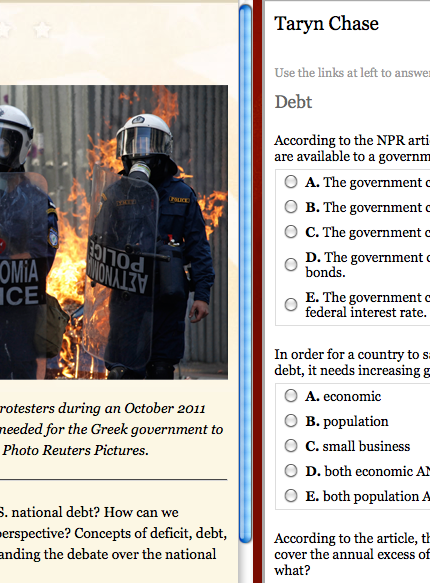 POLICE
OMIA
ICE
ΑΣΤΥΝΟΜΙΑ
POLICE
rotesters during an October 2011
needed for the Greek government to
Photo Reuters Pictures.
S. national debt? How can we
perspective? Concepts of deficit, debt,
anding the debate over the national
Taryn Chase
Use the links at left to answer
Debt
According to the NPR arti
are available to a governm
A. The government c
B. The government c
C. The government c
D. The government c
bonds.
E. The government c
federal interest rate.
In order for a country to s
debt, it needs increasing g
A. economic
B. population
C. small business
D. both economic AN
E. both population A
According to the article, th
cover the annual excess of
what?